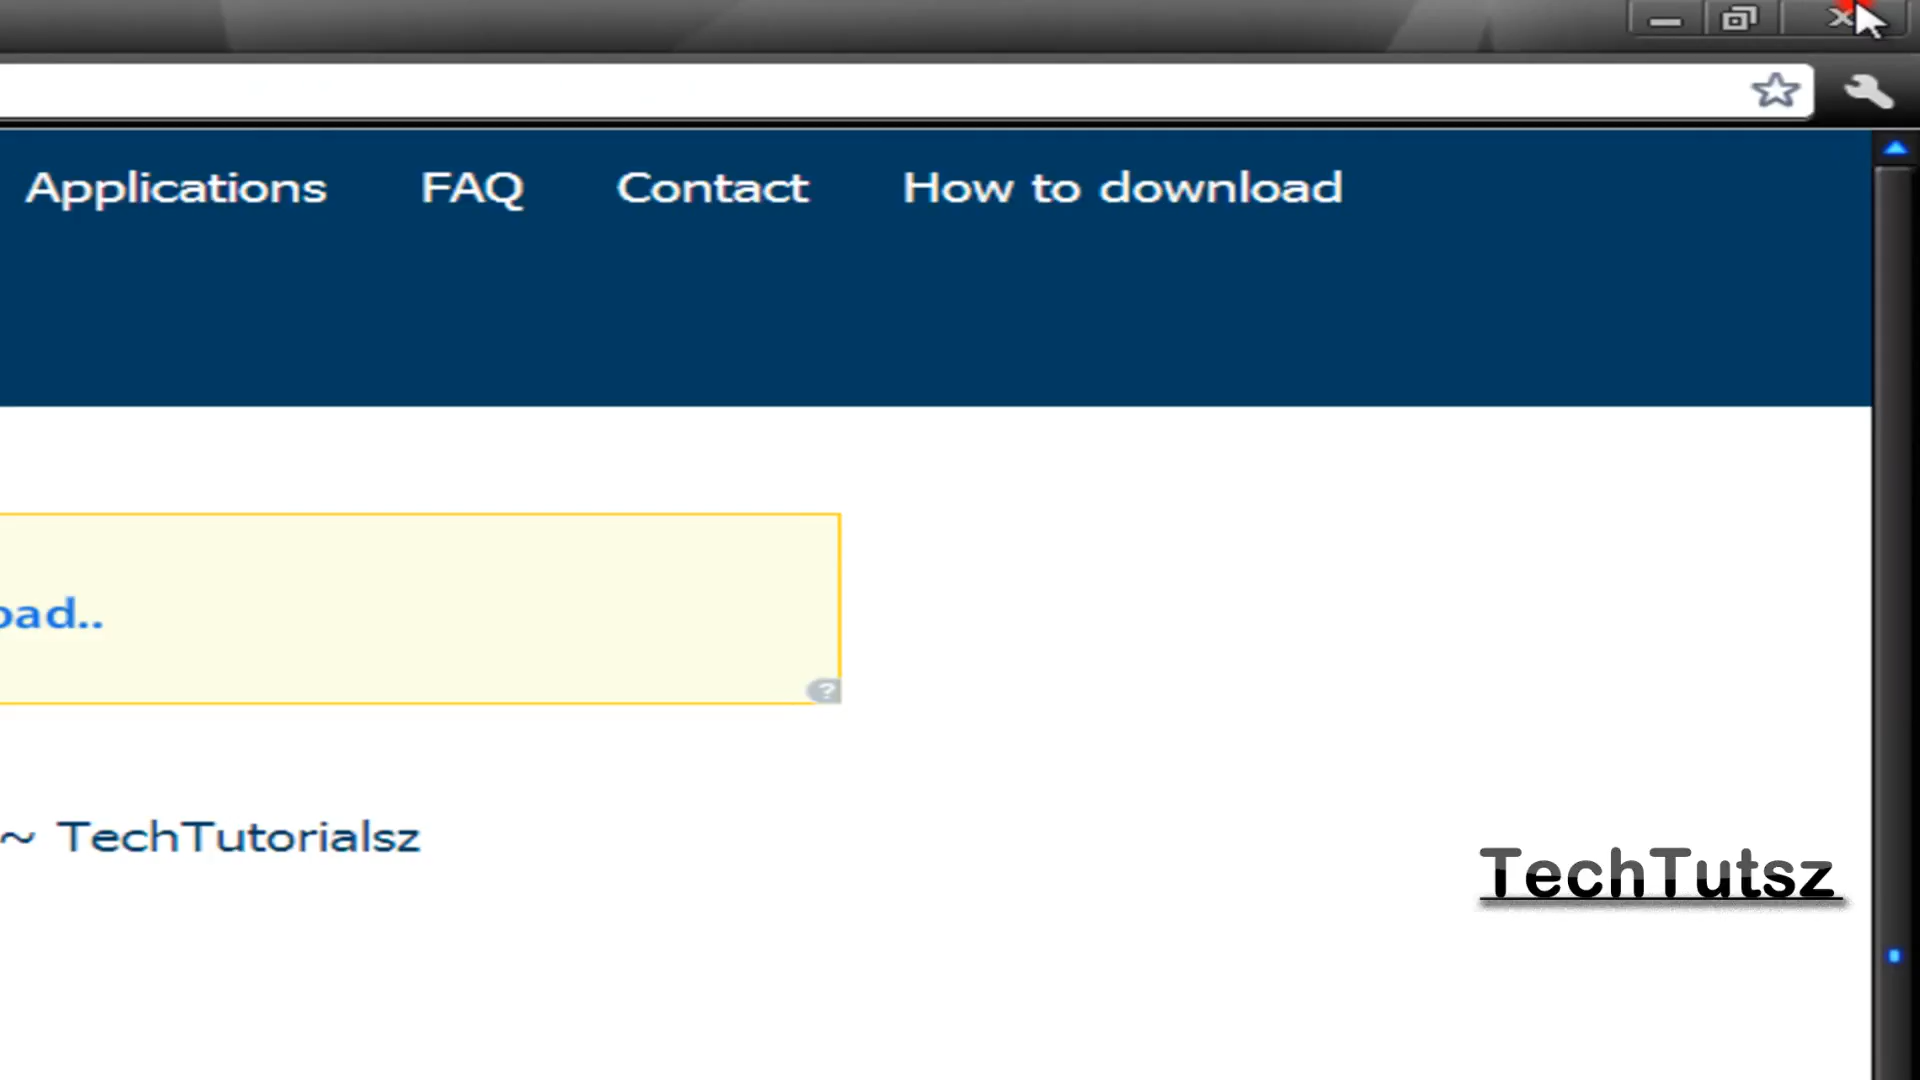 Applications FAQ Contact How to download
oad..
?
~ TechTutorialsz
TechTutsz